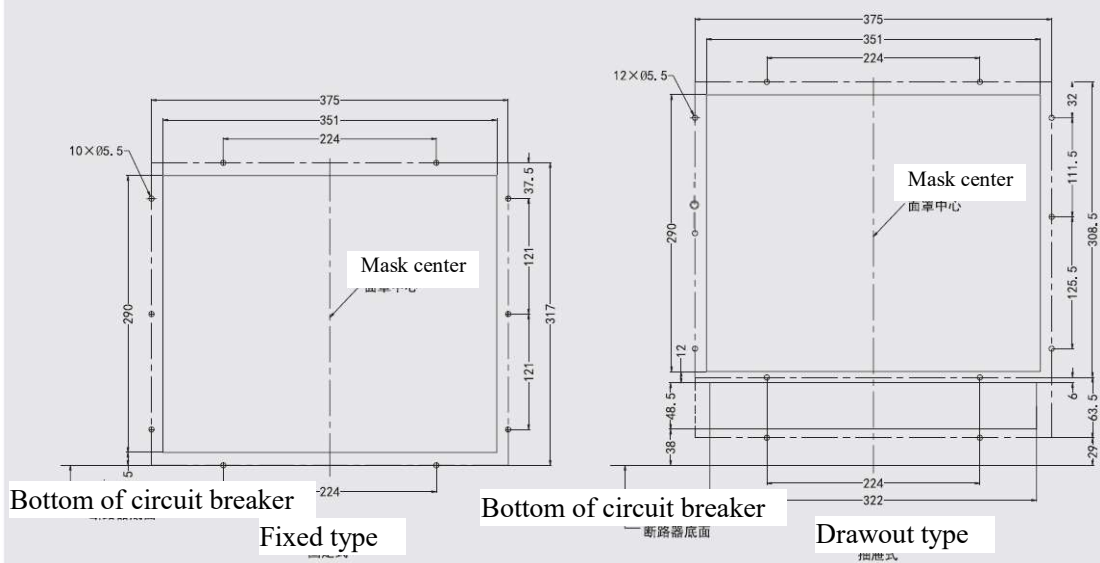 375
351
224
10×Ø5.5
37.5
121
290
Mask center
317
121
5
Bottom of circuit breaker
224
Fixed type
375
351
224
12×Ø5.5
32
111.5
Mask center
面罩中心
290
308.5
125.5
12
6
48.5
63.5
38
29
224
322
Bottom of circuit breaker
断路器底面
Drawout type
抽屉式